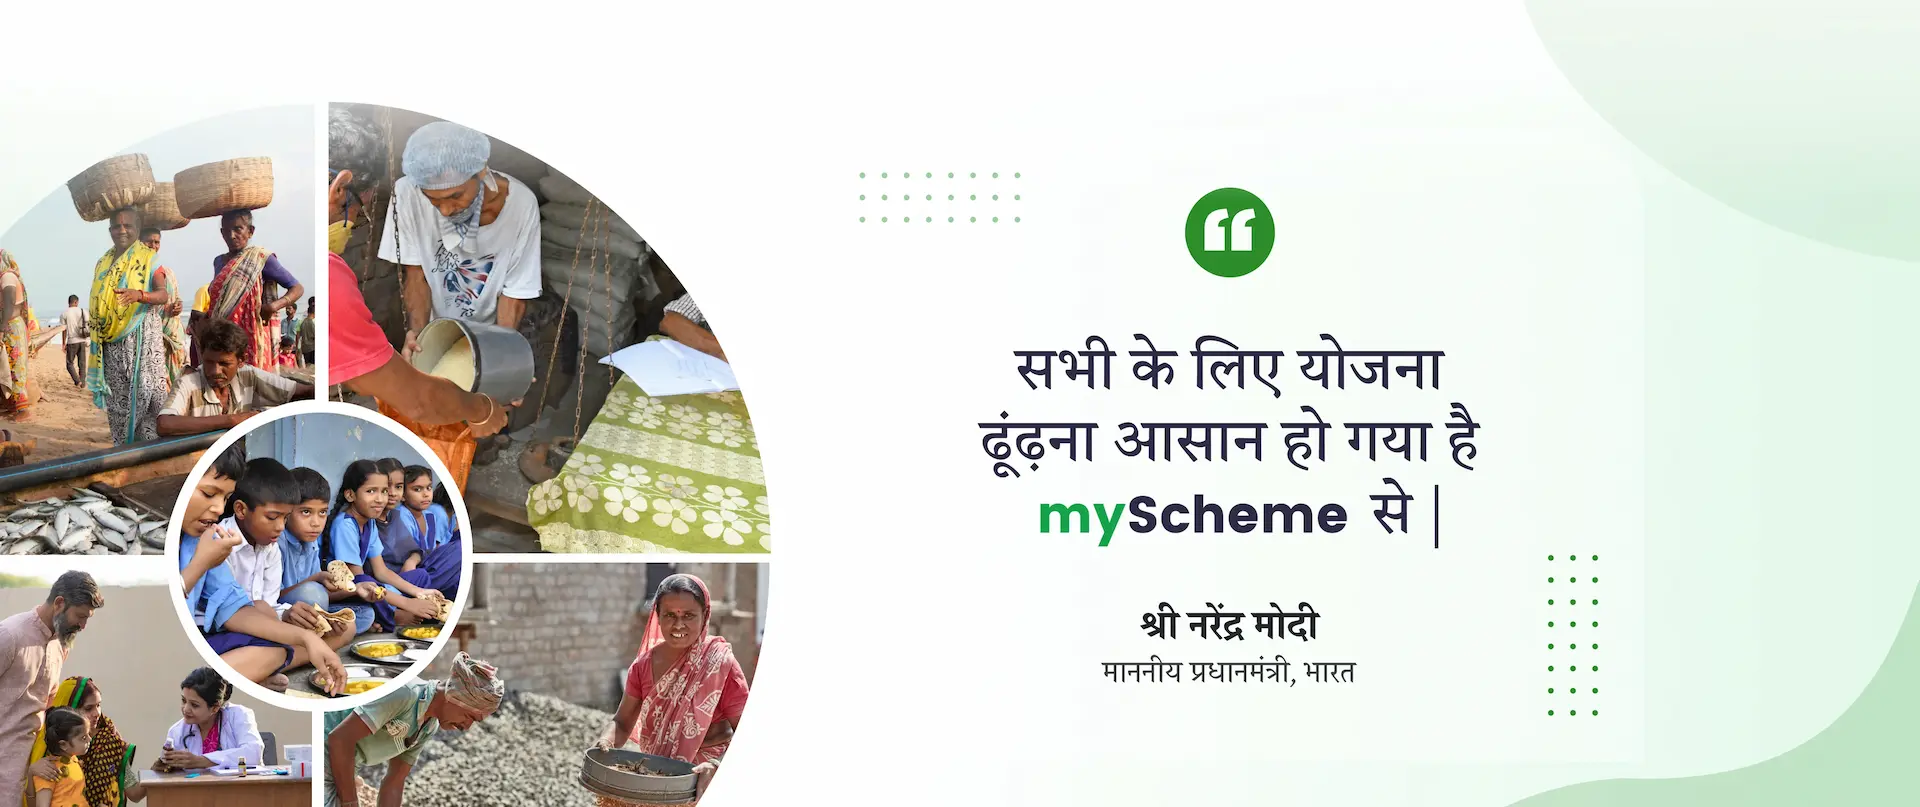 सभी के लिए योजना
ढूंढ़ना आसान हो गया है
myScheme से |
श्री नरेंद्र मोदी
माननीय प्रधानमंत्री, भारत